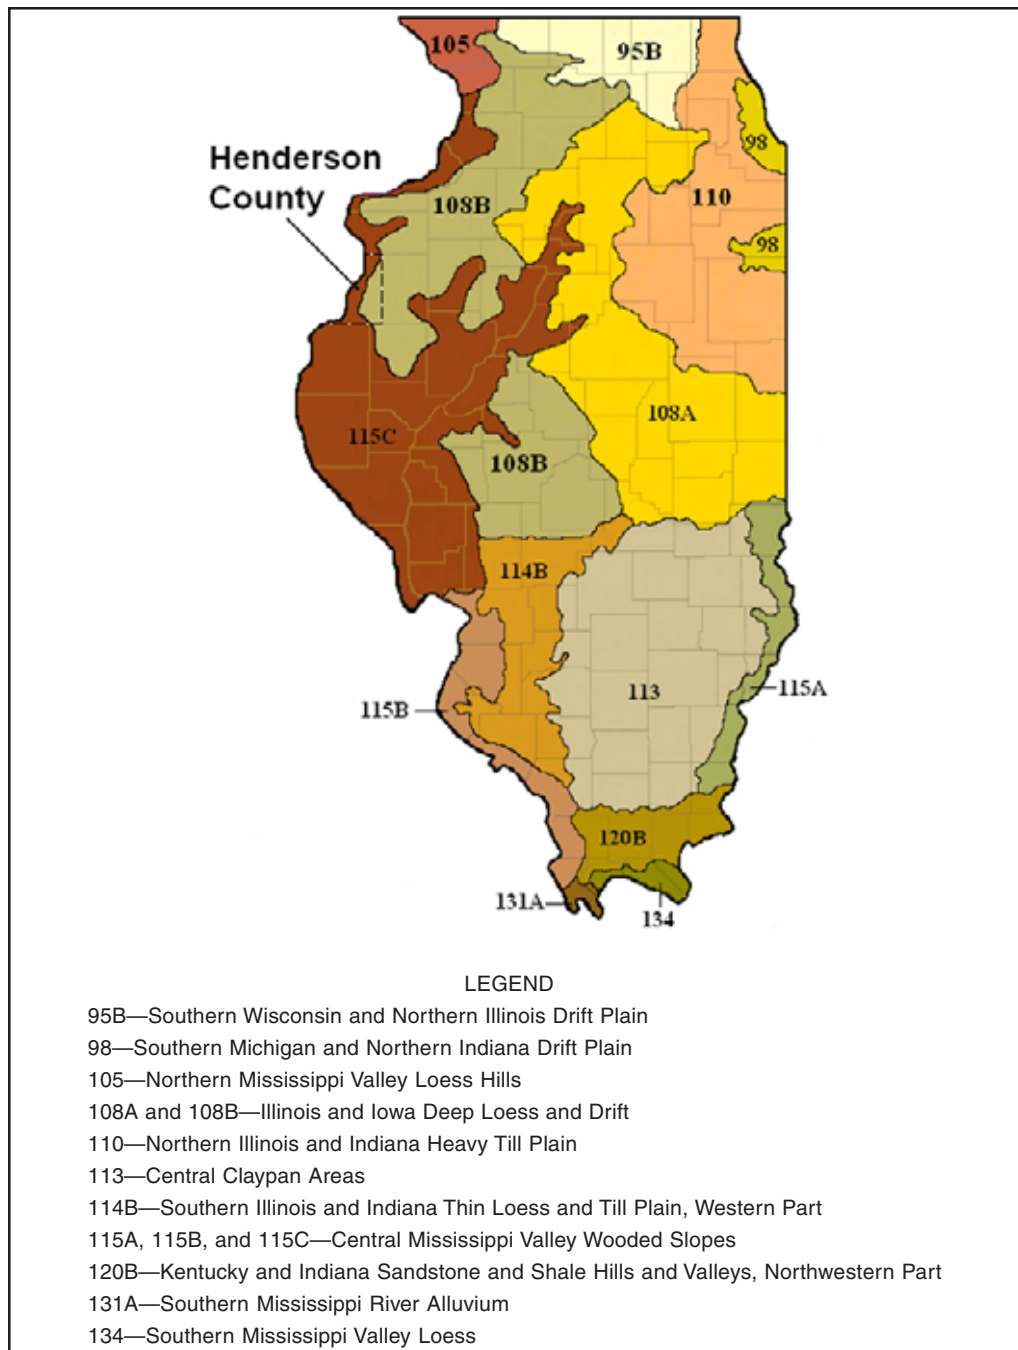 105
95B
98
Henderson
County
108B
110
98
108A
115C
108B
114B
113
115A
115B
120B
131A
134
LEGEND
95B—Southern Wisconsin and Northern Illinois Drift Plain
98—Southern Michigan and Northern Indiana Drift Plain
105—Northern Mississippi Valley Loess Hills
108A and 108B—Illinois and Iowa Deep Loess and Drift
110—Northern Illinois and Indiana Heavy Till Plain
113—Central Claypan Areas
114B—Southern Illinois and Indiana Thin Loess and Till Plain, Western Part
115A, 115B, and 115C—Central Mississippi Valley Wooded Slopes
120B—Kentucky and Indiana Sandstone and Shale Hills and Valleys, Northwestern Part
131A—Southern Mississippi River Alluvium
134—Southern Mississippi Valley Loess